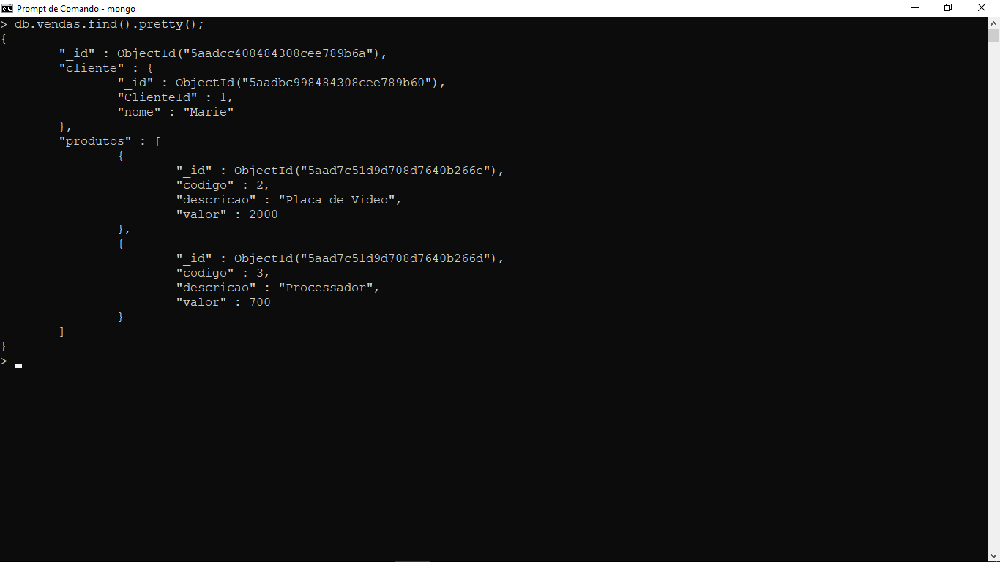 Prompt de Comando - mongo
> db.vendas.find().pretty();
{
"_id" : ObjectId("5aadcc408484308cee789b6a"),
"cliente" : {
"_id" : ObjectId("5aadbc998484308cee789b60"),
"ClienteId" : 1,
"nome" : "Marie"
},
"produtos" : [
{
"_id" : ObjectId("5aad7c51d9d708d7640b266c"),
"codigo" : 2,
"descricao" : "Placa de Video",
"valor" : 2000
},
{
"_id" : ObjectId("5aad7c51d9d708d7640b266d"),
"codigo" : 3,
"descricao" : "Processador",
"valor" : 700
}
]
}
>